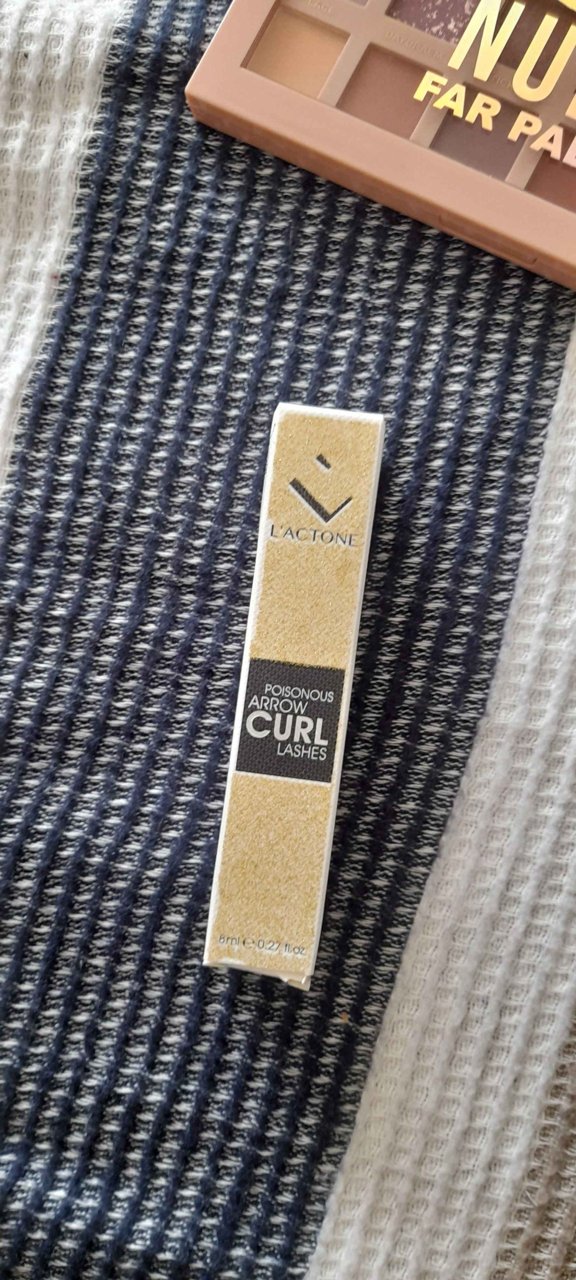 NU
FAR PA
L'ACTONE
POISONOUS
ARROW
CURL
LASHES
8ml ℮ 0.27 fl.oz